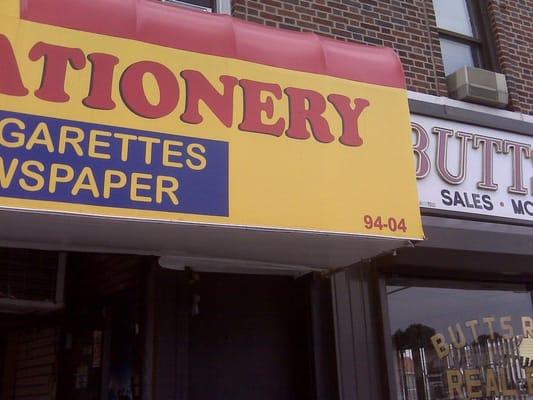 ATIONERY
GARETTES
WSPAPER
94-04
BUTT
SALES • MO
BUTTS R
REAL